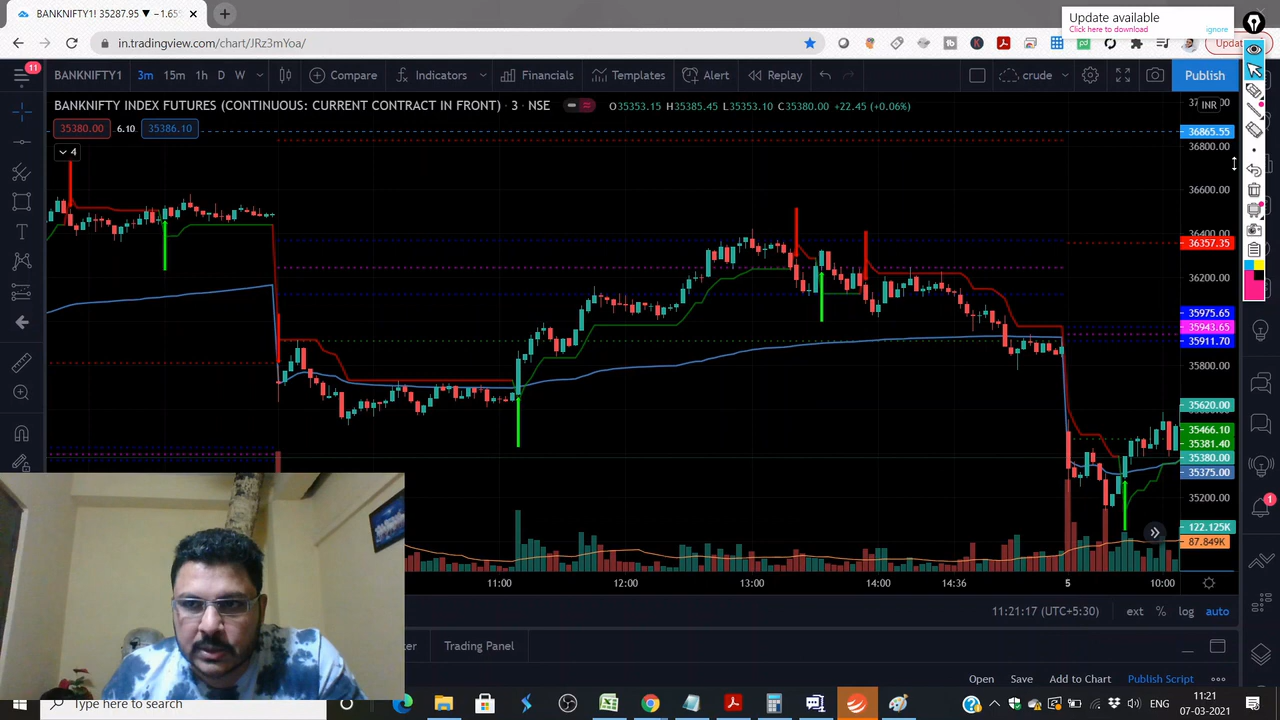 BANKNIFTY1! 35287.95 ▼ −1.65%
Update available
Click here to download
ignore
in.tradingview.com/chart/JRz3mYoa/
11
BANKNIFTY1
3m
15m
1h
D
W
Compare
Indicators
Financials
Templates
Alert
Replay
crude
Publish
BANKNIFTY INDEX FUTURES (CONTINUOUS: CURRENT CONTRACT IN FRONT) · 3 · NSE
O35353.15 H35385.45 L35353.10 C35380.00 +22.45 (+0.06%)
INR
35380.00
6.10
35386.10
36865.55
4
36800.00
36600.00
36400.00
36357.35
36200.00
35975.65
35943.65
35911.70
35800.00
35620.00
35466.10
35381.40
35380.00
35375.00
35200.00
1
122.125K
87.849K
11:00
12:00
13:00
14:00
14:36
5
10:00
11:21:17 (UTC+5:30)
ext
%
log
auto
Trading Panel
Open
Save
Add to Chart
Publish Script
Type here to search
ENG
11:21
07-03-2021